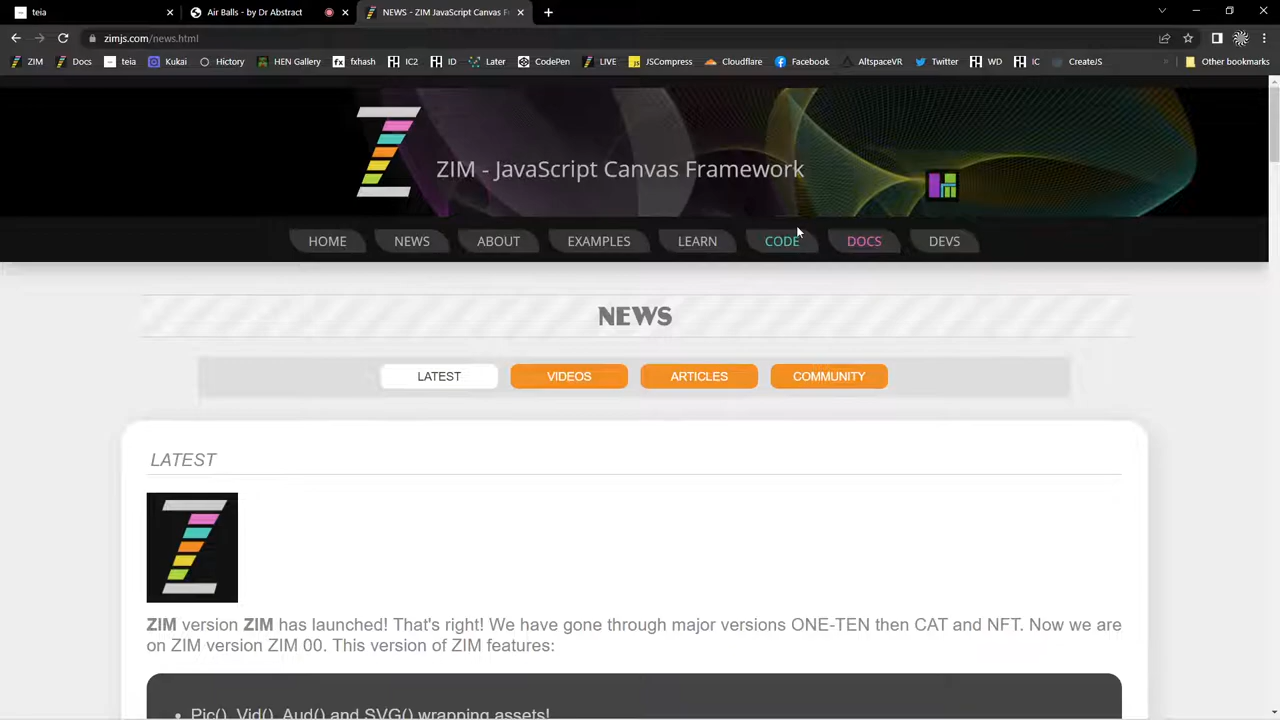 teia
Air Balls - by Dr Abstract
NEWS - ZIM JavaScript Canvas F
zimjs.com/news.html
ZIM Docs teia Kukai Hictory HEN Gallery fxhash IC2 ID Later CodePen LIVE JSCompress Cloudflare Facebook AltspaceVR Twitter WD IC CreateJS » Other bookmarks
ZIM - JavaScript Canvas Framework
HOME NEWS ABOUT EXAMPLES LEARN CODE DOCS DEVS
NEWS
LATEST VIDEOS ARTICLES COMMUNITY
LATEST
ZIM version ZIM has launched! That's right! We have gone through major versions ONE-TEN then CAT and NFT. Now we are
on ZIM version ZIM 00. This version of ZIM features:
• Pic(), Vid(), Aud() and SVG() wrapping assets!